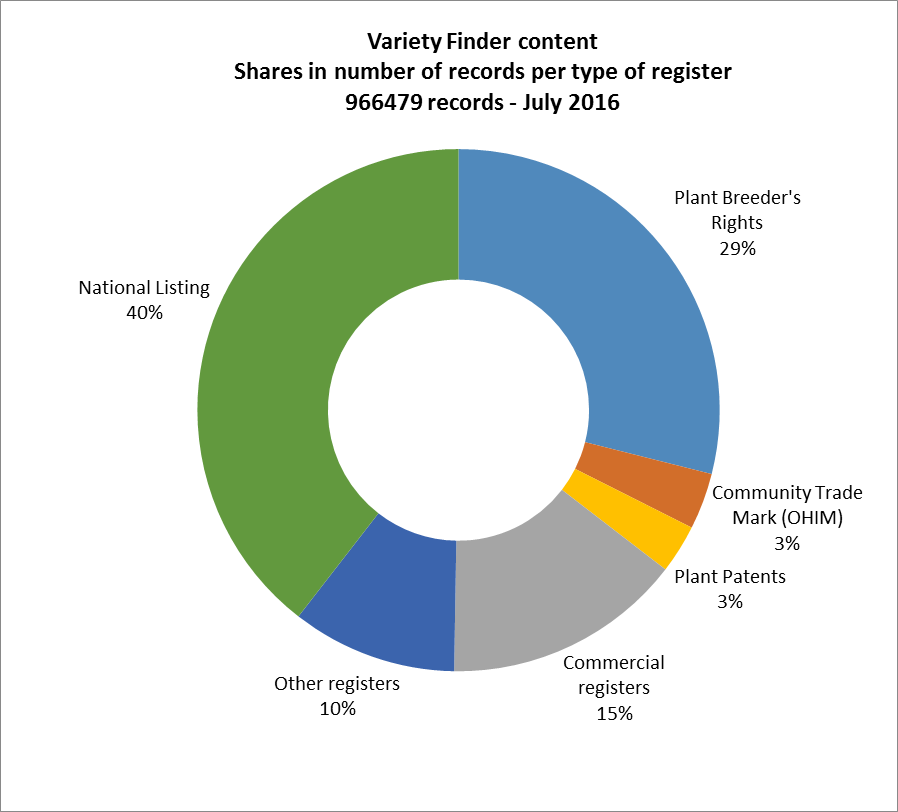 Variety Finder content
Shares in number of records per type of register
966479 records - July 2016
Plant Breeder's
Rights
29%
National Listing
40%
Community Trade
Mark (OHIM)
3%
Plant Patents
3%
Commercial
registers
15%
Other registers
10%